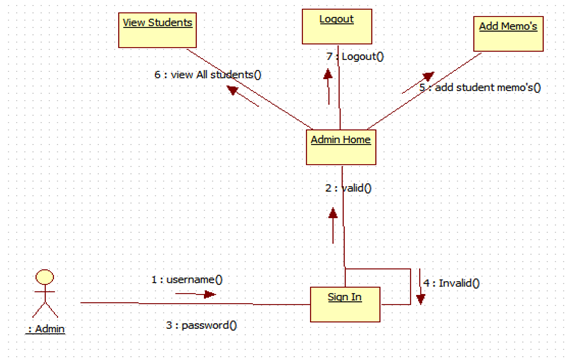 View Students
Logout
Add Memo's
7 : Logout()
6 : view All students()
5 : add student memo's()
Admin Home
2 : valid()
1 : username()
4 : Invalid()
Sign In
3 : password()
: Admin